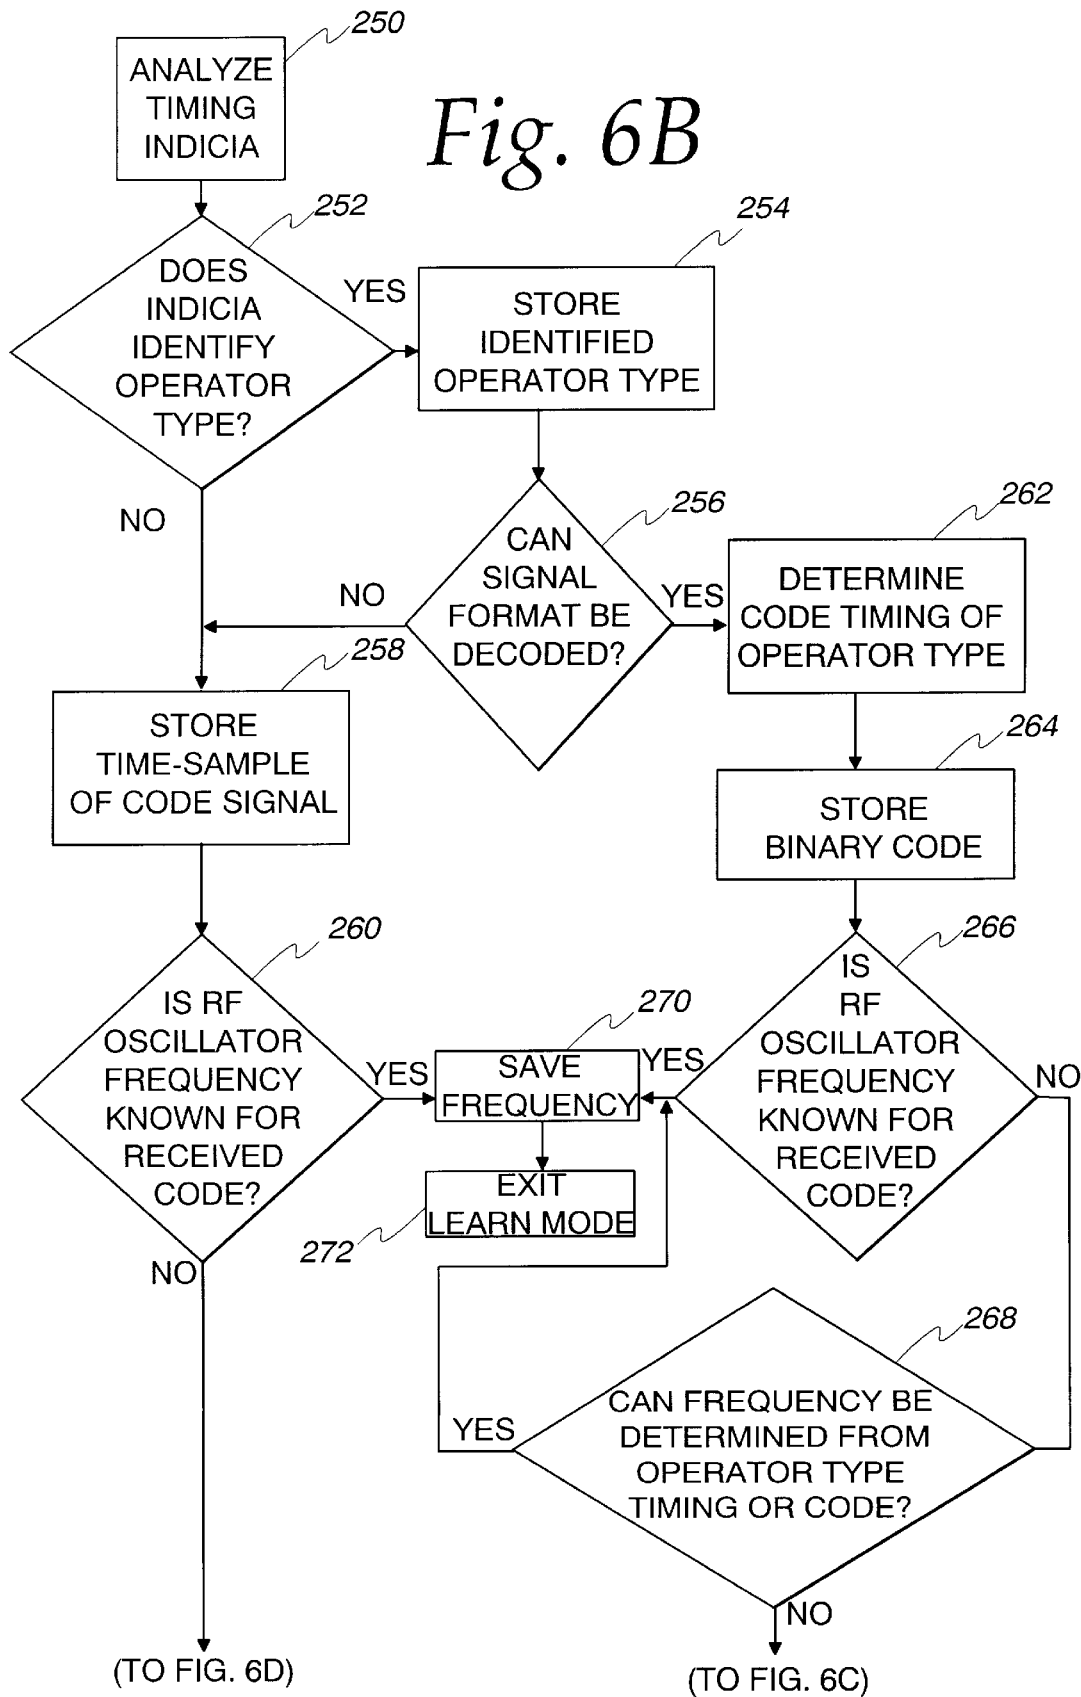 250
ANALYZE
TIMING
INDICIA
Fig. 6B
252
DOES
INDICIA
IDENTIFY
OPERATOR
TYPE?
YES
NO
254
STORE
IDENTIFIED
OPERATOR TYPE
256
CAN
SIGNAL
FORMAT BE
DECODED?
NO
YES
262
DETERMINE
CODE TIMING OF
OPERATOR TYPE
258
STORE
TIME-SAMPLE
OF CODE SIGNAL
264
STORE
BINARY CODE
260
IS RF
OSCILLATOR
FREQUENCY
KNOWN FOR
RECEIVED
CODE?
YES
NO
270
SAVE
FREQUENCY
266
IS
RF
OSCILLATOR
FREQUENCY
KNOWN FOR
RECEIVED
CODE?
YES
NO
EXIT
LEARN MODE
272
268
CAN FREQUENCY BE
DETERMINED FROM
OPERATOR TYPE
TIMING OR CODE?
YES
NO
(TO FIG. 6D)
(TO FIG. 6C)